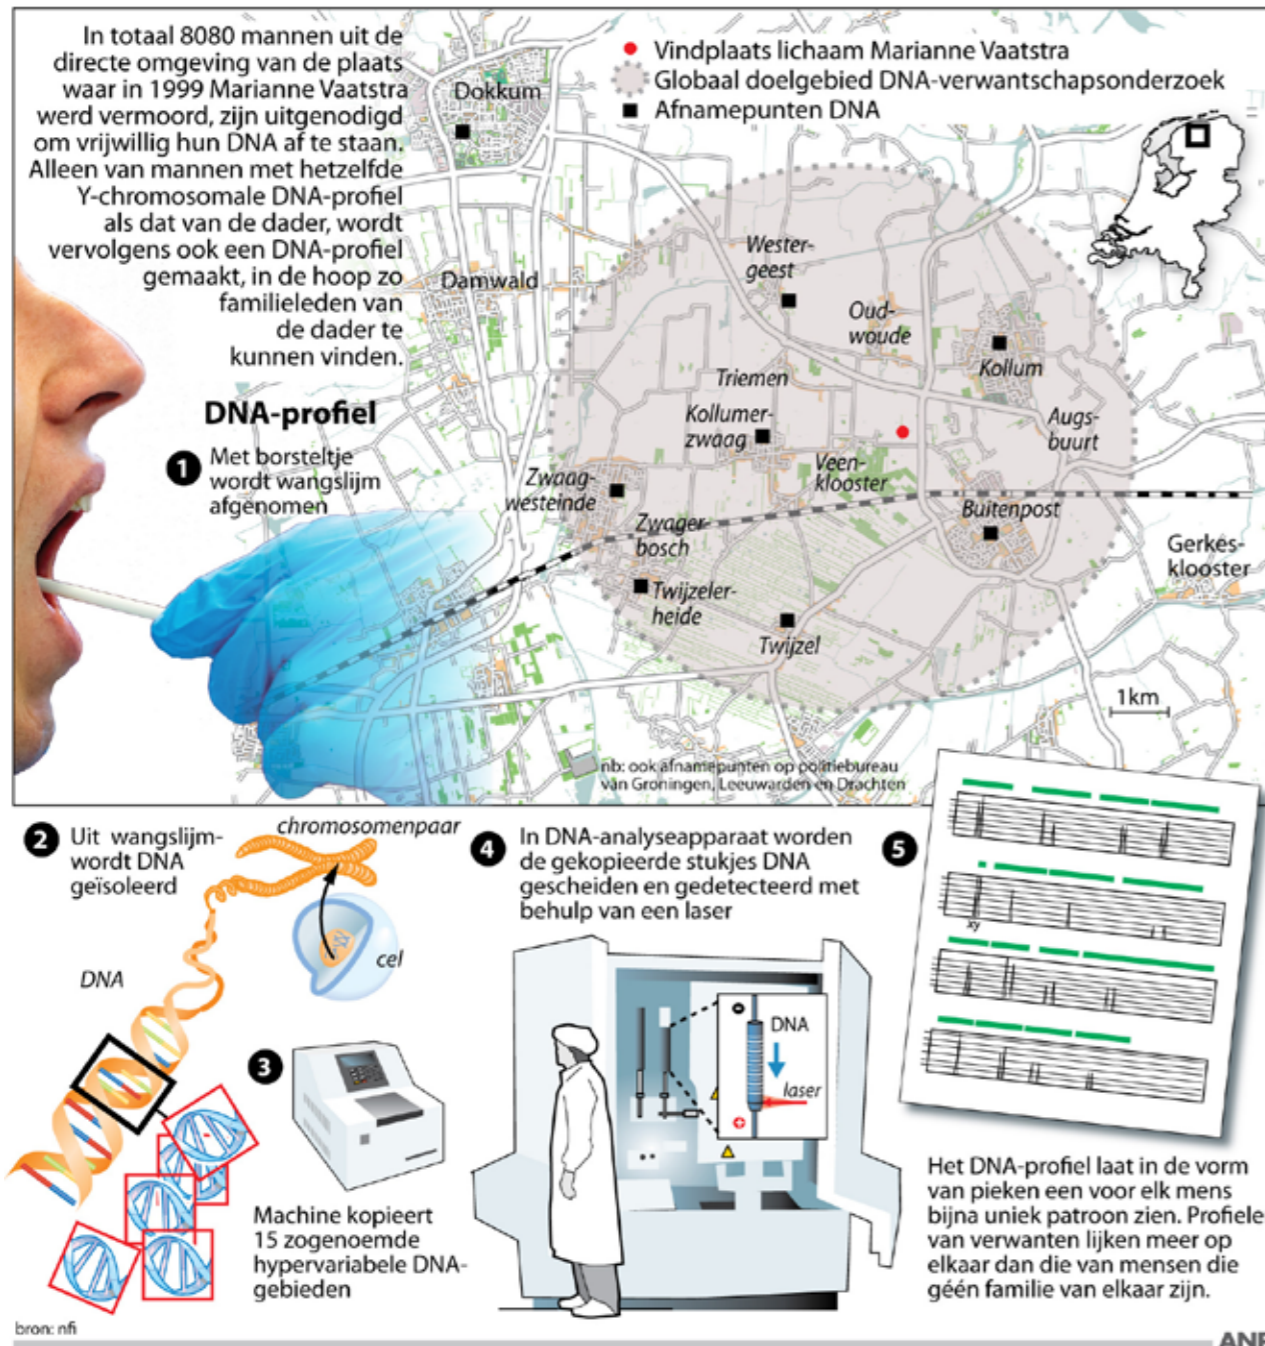 In totaal 8080 mannen uit de
directe omgeving van de plaats
waar in 1999 Marianne Vaatstra
werd vermoord, zijn uitgenodigd
om vrijwillig hun DNA af te staan.
Alleen van mannen met hetzelfde
Y-chromosomale DNA-profiel
als dat van de dader, wordt
vervolgens ook een DNA-profiel
gemaakt, in de hoop zo
familieleden van
de dader te
kunnen vinden.
Vindplaats lichaam Marianne Vaatstra
Globaal doelgebied DNA-verwantschapsonderzoek
Afnamepunten DNA
Dokkum
Damwald
Wester-
geest
Oud-
woude
Kollum
Triemen
Kollumer-
zwaag
Augs-
buurt
Veen-
klooster
Zwaag-
westeinde
Zwager-
bosch
Buitenpost
Gerkes-
klooster
Twijzeler-
heide
Twijzel
1km
nb: ook afnamepunten op politiebureau
van Groningen, Leeuwarden en Drachten
DNA-profiel
1 Met borsteltje
wordt wangslijm
afgenomen
2 Uit wangslijm-
wordt DNA
geïsoleerd
chromosomenpaar
cel
DNA
3
Machine kopieert
15 zogenoemde
hypervariabele DNA-
gebieden
4 In DNA-analyseapparaat worden
de gekopieerde stukjes DNA
gescheiden en gedetecteerd met
behulp van een laser
DNA
laser
5
xy
Het DNA-profiel laat in de vorm
van pieken een voor elk mens
bijna uniek patroon zien. Profiele
van verwanten lijken meer op
elkaar dan die van mensen die
géén familie van elkaar zijn.
bron: nfi
ANP